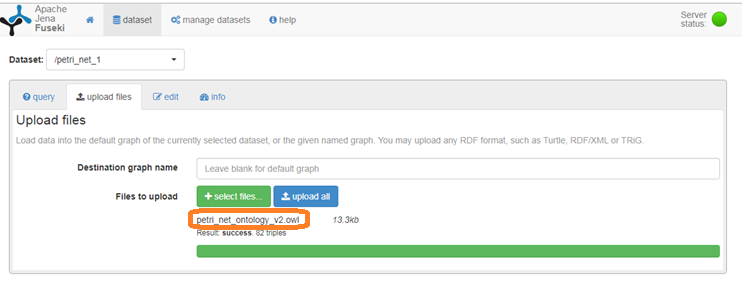 Apache
Jena
Fuseki
dataset
manage datasets
help
Server
status:
Dataset: /petri_net_1
query
upload files
edit
info
Upload files
Load data into the default graph of the currently selected dataset, or the given named graph. You may upload any RDF format, such as Turtle, RDF/XML or TRiG.
Destination graph name
Leave blank for default graph
Files to upload
select files...
upload all
petri_net_ontology_v2.owl 13.3kb
Result: success. 82 triples